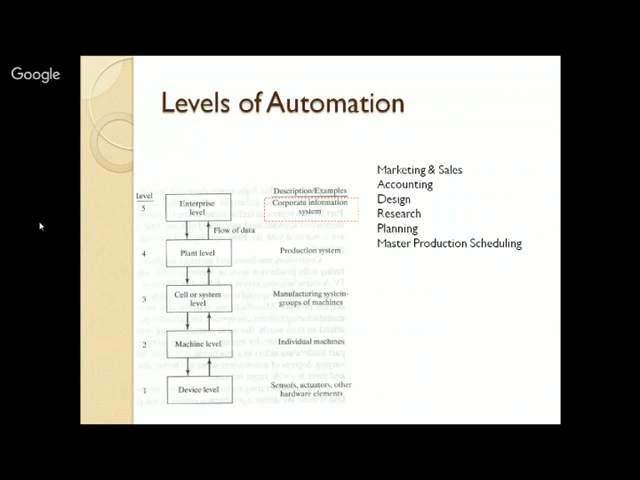 Google
Levels of Automation
Marketing & Sales
Accounting
Design
Research
Planning
Master Production Scheduling
Level
Description/Examples
5
Enterprise
level
Corporate information
system
Flow of data
4
Plant level
Production system
3
Cell or system
level
Manufacturing system-
groups of machines
2
Machine level
Individual machines
1
Device level
Sensors, actuators, other
hardware elements